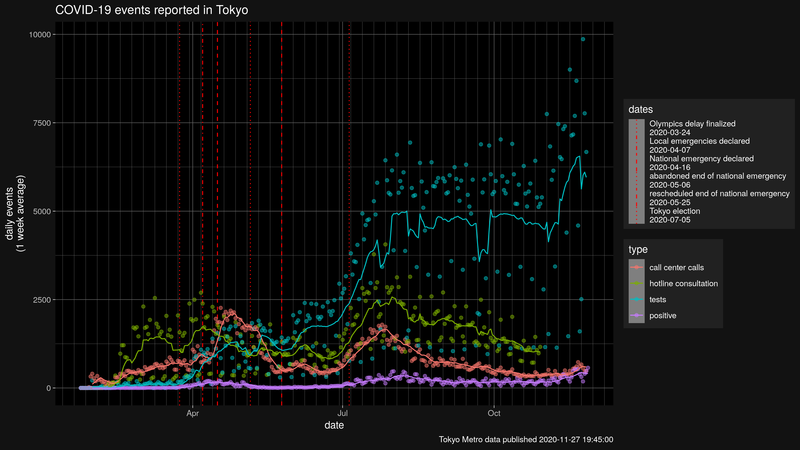 COVID-19 events reported in Tokyo
10000
7500
5000
2500
0
daily events
(1 week average)
Apr
Jul
Oct
date
dates
Olympics delay finalized
2020-03-24
Local emergencies declared
2020-04-07
National emergency declared
2020-04-16
abandoned end of national emergency
2020-05-06
rescheduled end of national emergency
2020-05-25
Tokyo election
2020-07-05
type
call center calls
hotline consultation
tests
positive
Tokyo Metro data published 2020-11-27 19:45:00